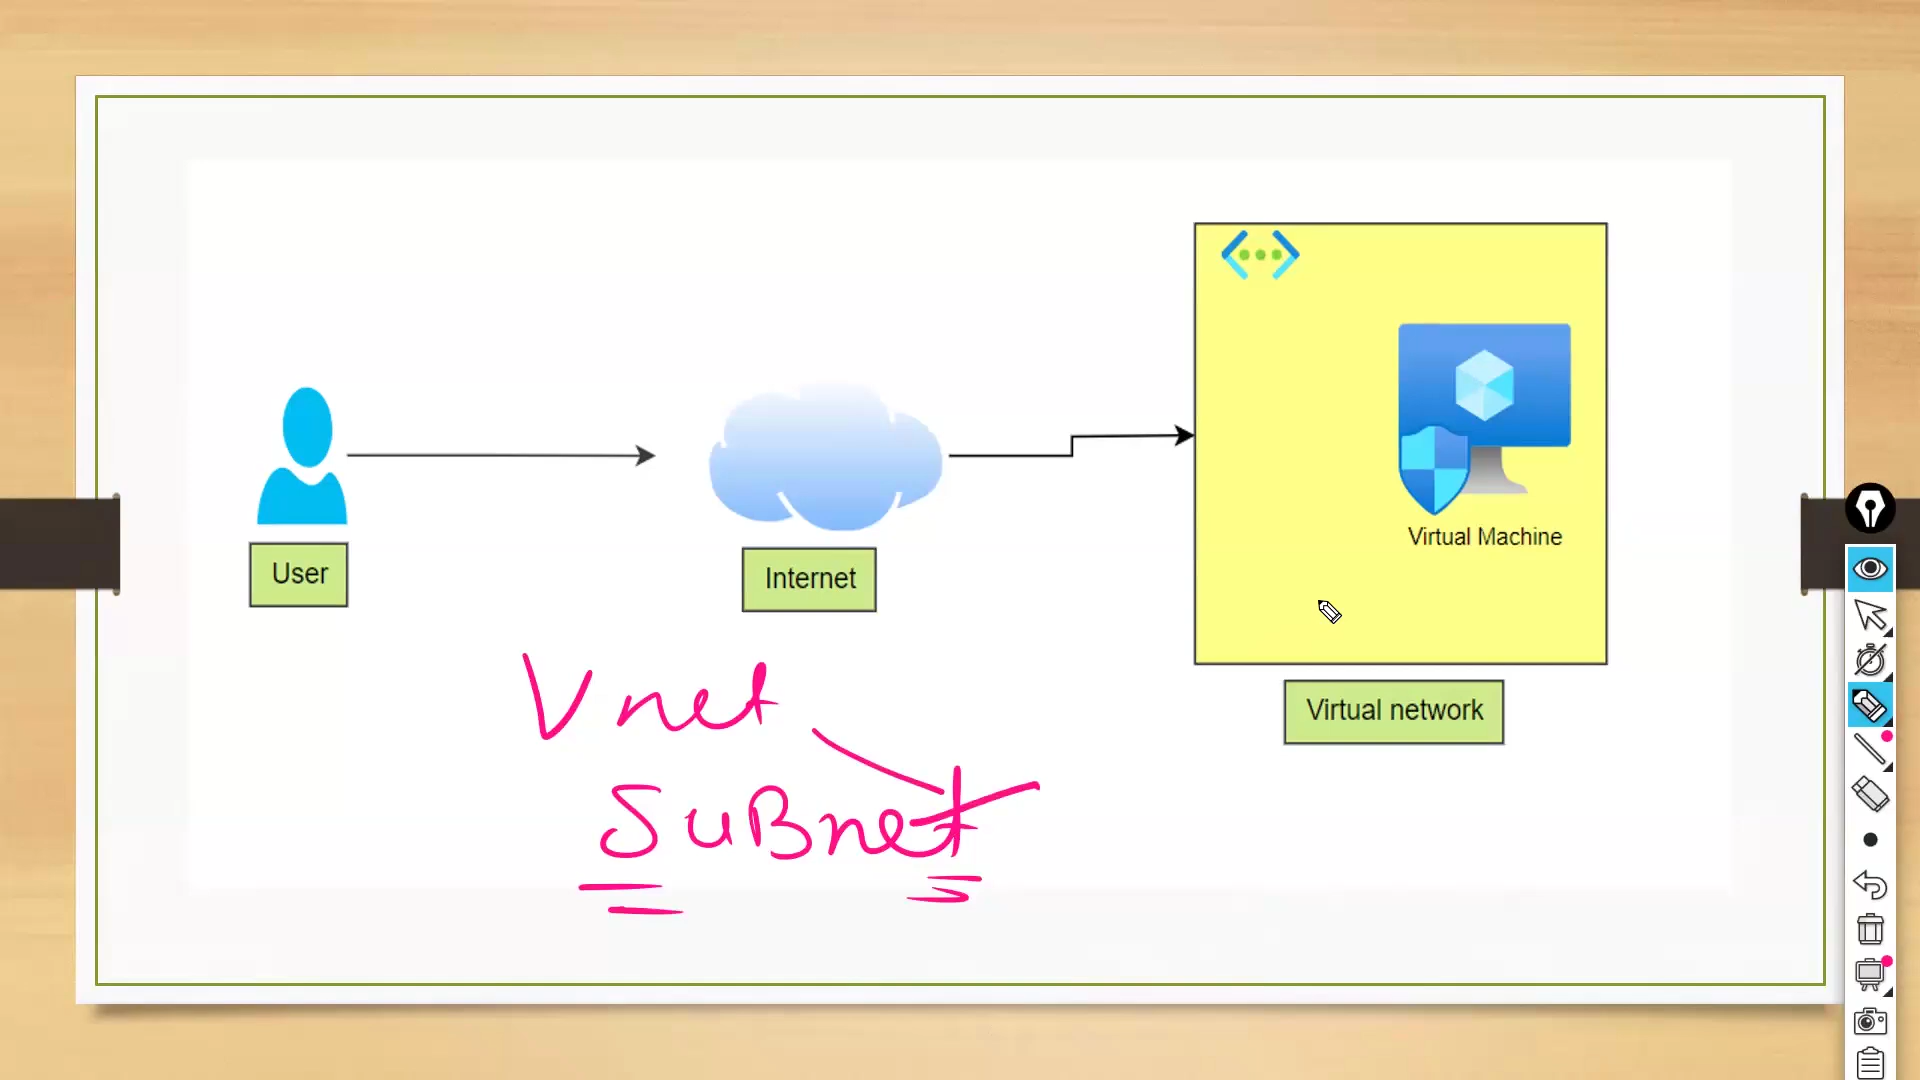 Virtual Machine
User
Internet
Virtual network
Vnet
SuBnet